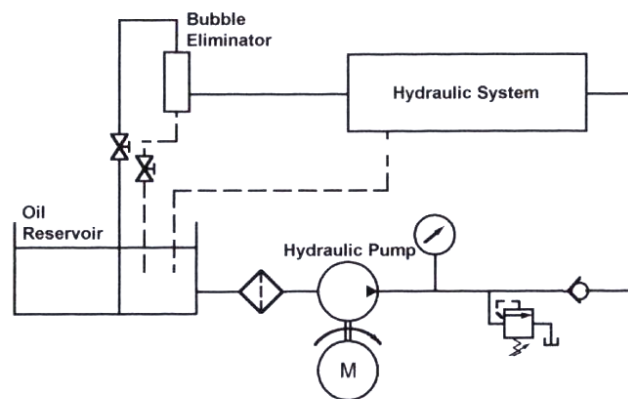 Bubble
Eliminator
Hydraulic System
Oil
Reservoir
Hydraulic Pump
M